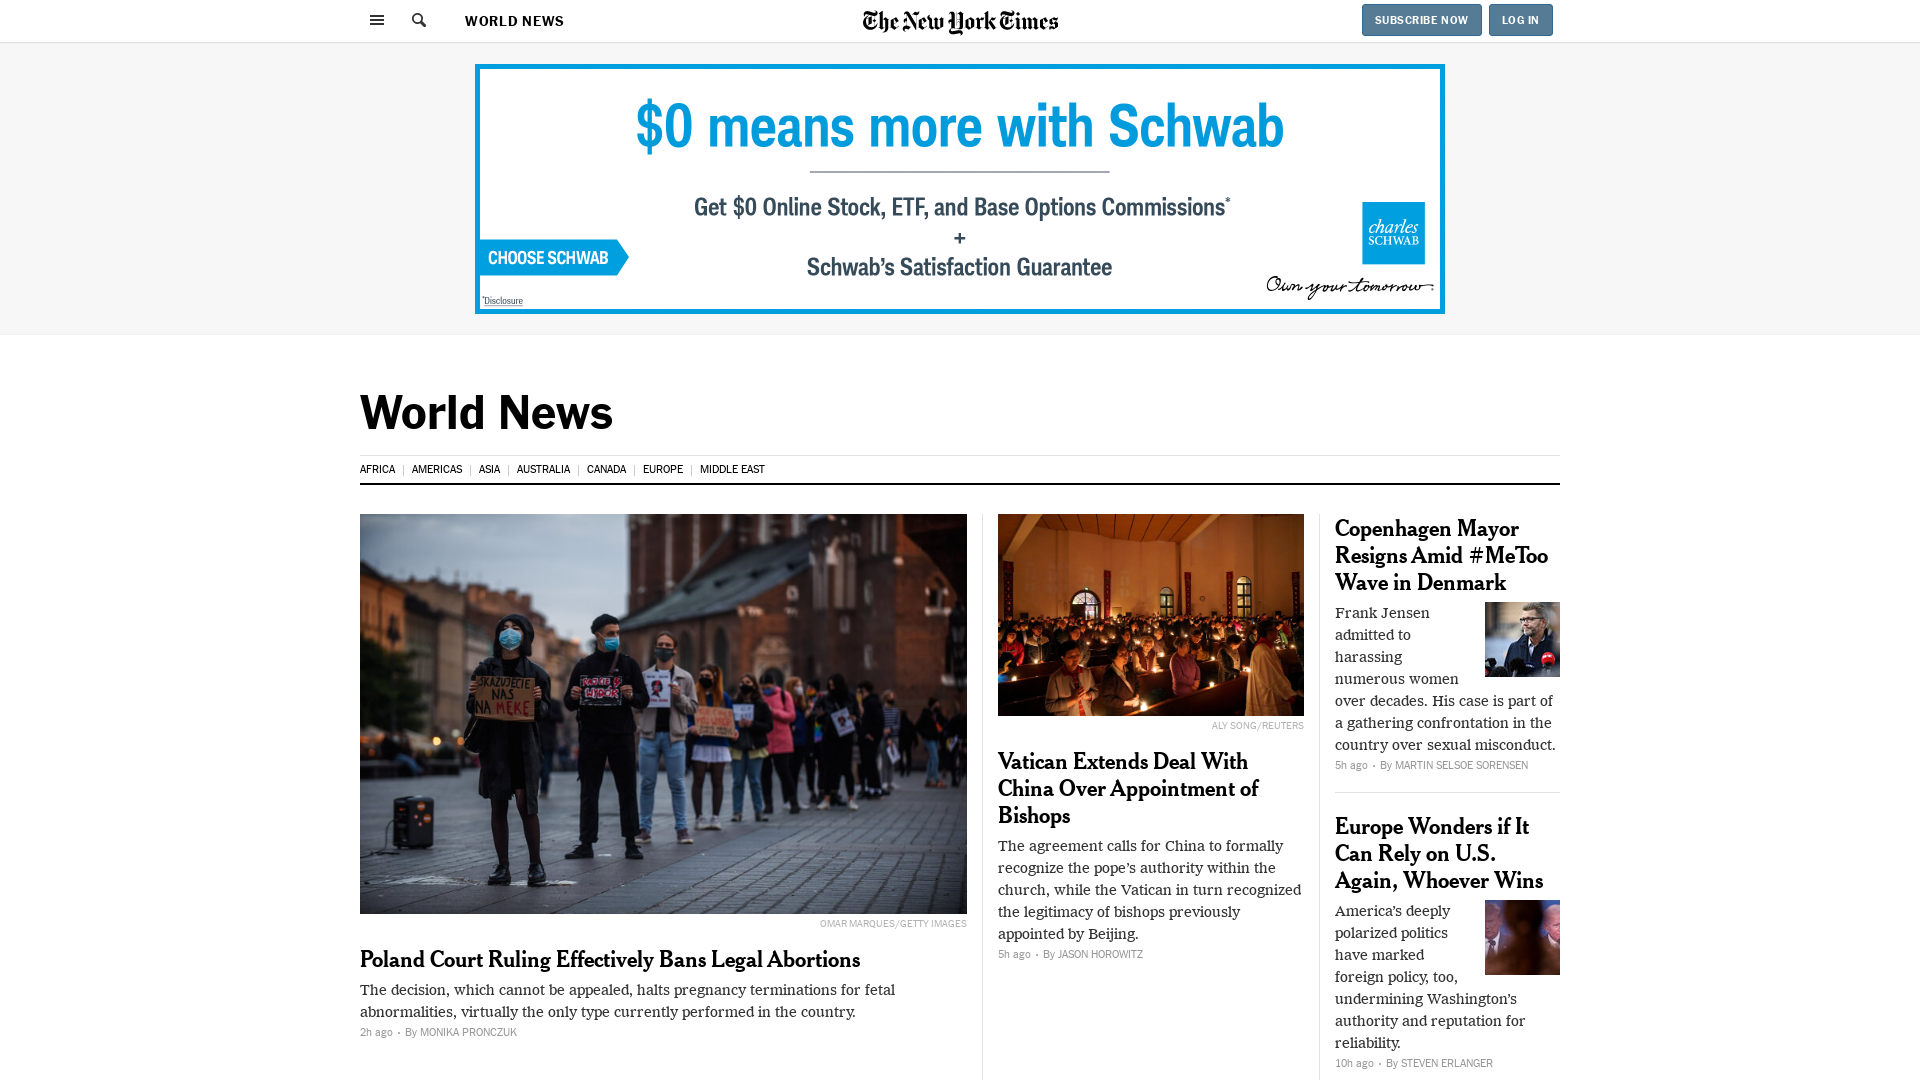 WORLD NEWS
The New York Times
SUBSCRIBE NOW
LOG IN
$0 means more with Schwab
Get $0 Online Stock, ETF, and Base Options Commissions*
+
Schwab’s Satisfaction Guarantee
CHOOSE SCHWAB
*Disclosure
charles
SCHWAB
Own your tomorrow
World News
AFRICA
AMERICAS
ASIA
AUSTRALIA
CANADA
EUROPE
MIDDLE EAST
SKAZUJECIE
NAS
NA MĘKĘ
OMAR MARQUES/GETTY IMAGES
Poland Court Ruling Effectively Bans Legal Abortions
The decision, which cannot be appealed, halts pregnancy terminations for fetal
abnormalities, virtually the only type currently performed in the country.
2h ago • By MONIKA PRONCZUK
ALY SONG/REUTERS
Vatican Extends Deal With
China Over Appointment of
Bishops
The agreement calls for China to formally
recognize the pope’s authority within the
church, while the Vatican in turn recognized
the legitimacy of bishops previously
appointed by Beijing.
5h ago • By JASON HOROWITZ
Copenhagen Mayor
Resigns Amid #MeToo
Wave in Denmark
Frank Jensen
admitted to
harassing
numerous women
over decades. His case is part of
a gathering confrontation in the
country over sexual misconduct.
5h ago • By MARTIN SELSOE SORENSEN
Europe Wonders if It
Can Rely on U.S.
Again, Whoever Wins
America’s deeply
polarized politics
have marked
foreign policy, too,
undermining Washington’s
authority and reputation for
reliability.
10h ago • By STEVEN ERLANGER